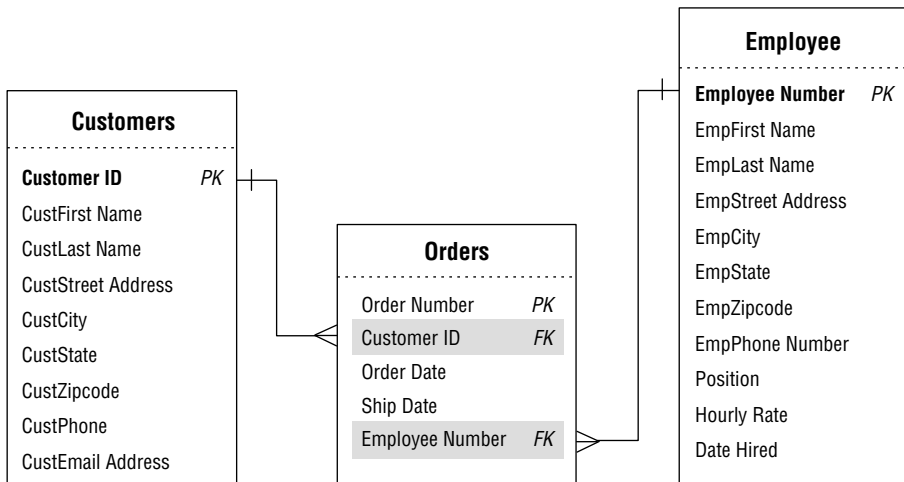 Customers
Customer ID PK
CustFirst Name
CustLast Name
CustStreet Address
CustCity
CustState
CustZipcode
CustPhone
CustEmail Address
Orders
Order Number PK
Customer ID FK
Order Date
Ship Date
Employee Number FK
Employee
Employee Number PK
EmpFirst Name
EmpLast Name
EmpStreet Address
EmpCity
EmpState
EmpZipcode
EmpPhone Number
Position
Hourly Rate
Date Hired